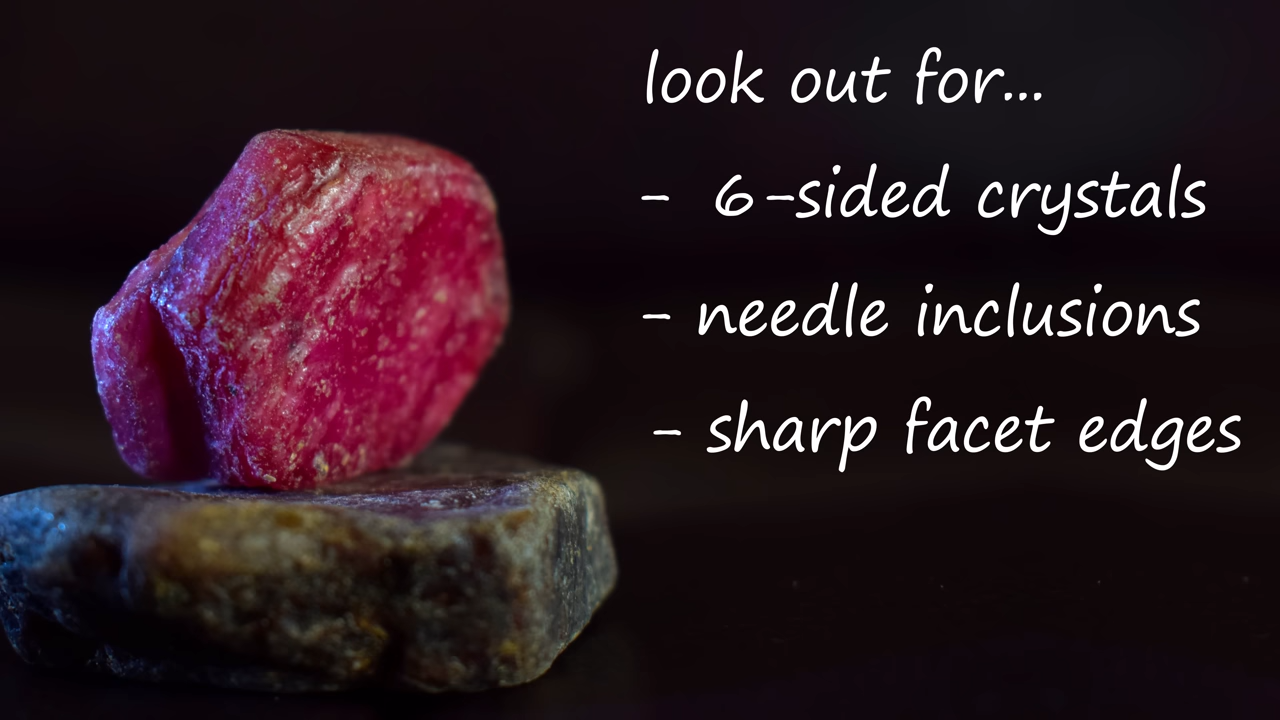 look out for...
- 6-sided crystals
- needle inclusions
- sharp facet edges